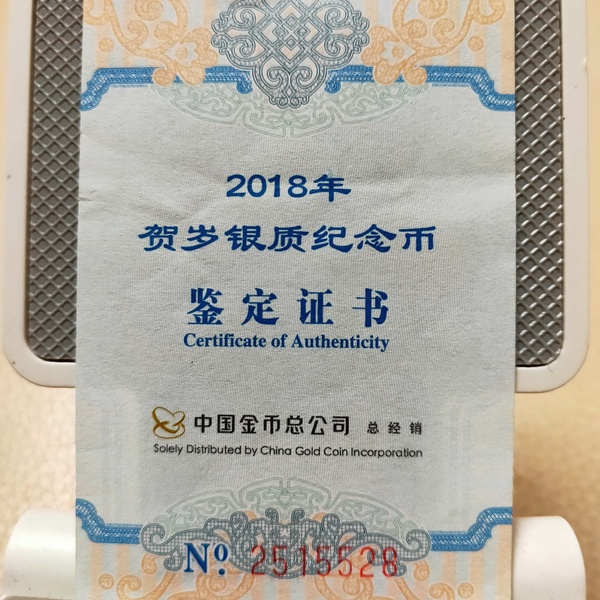 2018年
贺岁银质纪念币
鉴定证书
Certificate of Authenticity
中国金币总公司 总经销
Solely Distributed by China Gold Coin Incorporation
Nº. 2515528